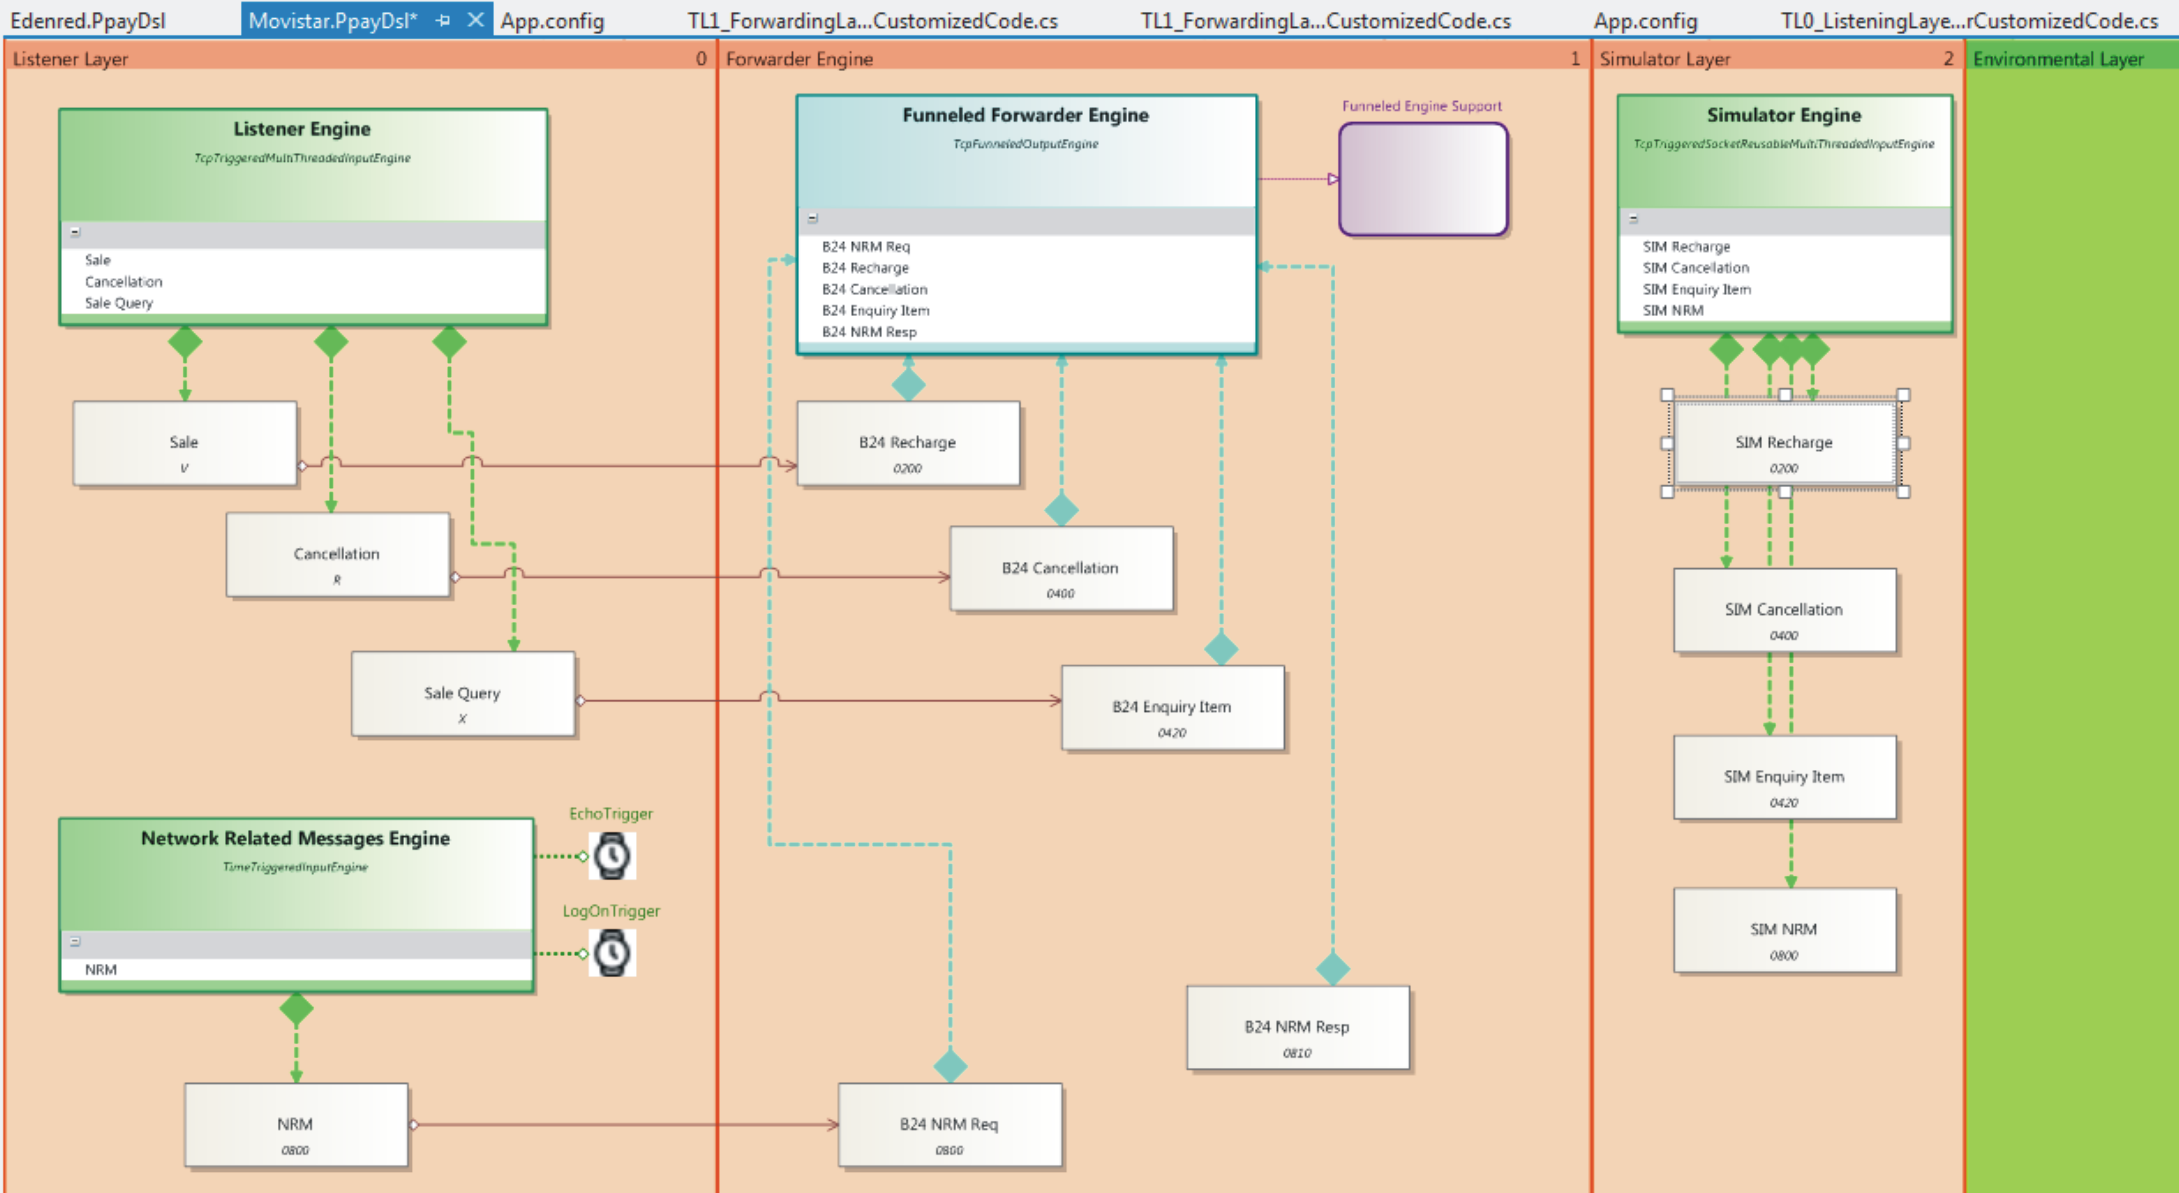 Edenred.PpayDsl
Movistar.PpayDsl*
App.config
TL1_ForwardingLa...CustomizedCode.cs
TL1_ForwardingLa...CustomizedCode.cs
App.config
TL0_ListeningLaye...rCustomizedCode.cs
Listener Layer 0
Forwarder Engine 1
Simulator Layer 2
Environmental Layer
Listener Engine
TcpTriggeredMultiThreadedInputEngine
Sale
Cancellation
Sale Query
Sale
V
Cancellation
R
Sale Query
X
Network Related Messages Engine
TimeTriggeredInputEngine
NRM
EchoTrigger
LogOnTrigger
NRM
0800
Funneled Forwarder Engine
TcpFunneledOutputEngine
B24 NRM Req
B24 Recharge
B24 Cancellation
B24 Enquiry Item
B24 NRM Resp
Funneled Engine Support
B24 Recharge
0200
B24 Cancellation
0400
B24 Enquiry Item
0420
B24 NRM Resp
0810
B24 NRM Req
0800
Simulator Engine
TcpTriggeredSocketReusableMultiThreadedInputEngine
SIM Recharge
SIM Cancellation
SIM Enquiry Item
SIM NRM
SIM Recharge
0200
SIM Cancellation
0400
SIM Enquiry Item
0420
SIM NRM
0800